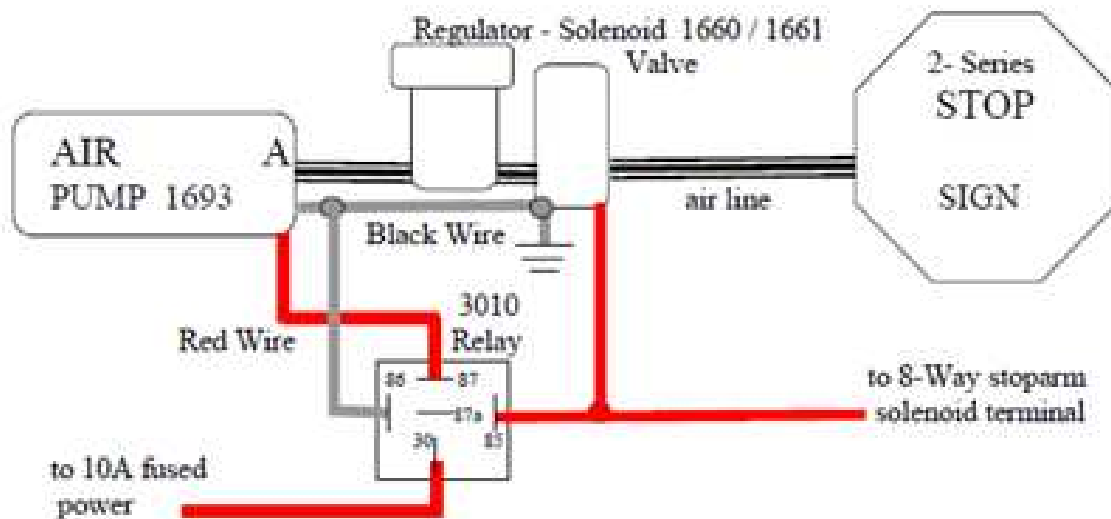 Regulator - Solenoid 1660 / 1661
Valve
2- Series
STOP
SIGN
AIR A
PUMP 1693
air line
Black Wire
3010
Relay
Red Wire
86 87
87a
30 85
to 8-Way stoparm
solenoid terminal
to 10A fused
power